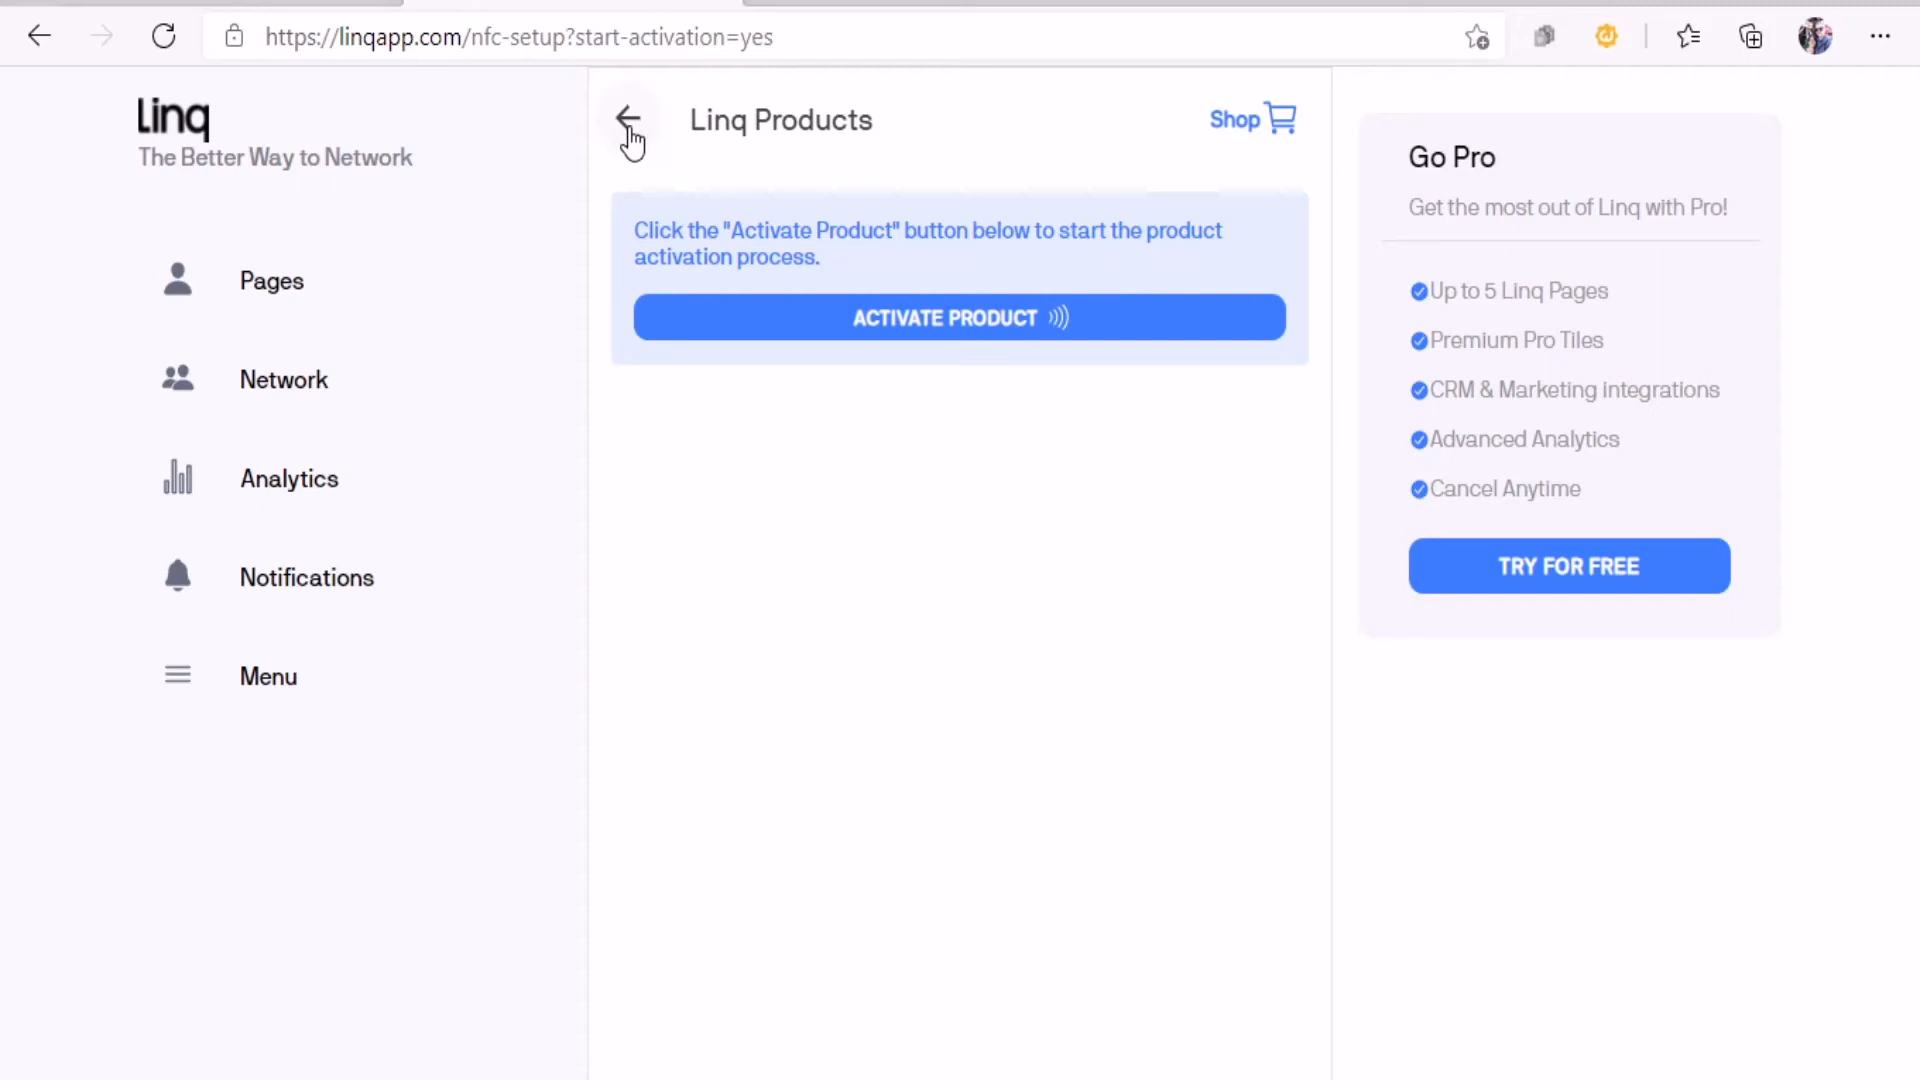 https://linqapp.com/nfc-setup?start-activation=yes
Linq
The Better Way to Network
Pages
Network
Analytics
Notifications
Menu
Linq Products
Shop
Click the "Activate Product" button below to start the product
activation process.
ACTIVATE PRODUCT
Go Pro
Get the most out of Linq with Pro!
Up to 5 Linq Pages
Premium Pro Tiles
CRM & Marketing integrations
Advanced Analytics
Cancel Anytime
TRY FOR FREE